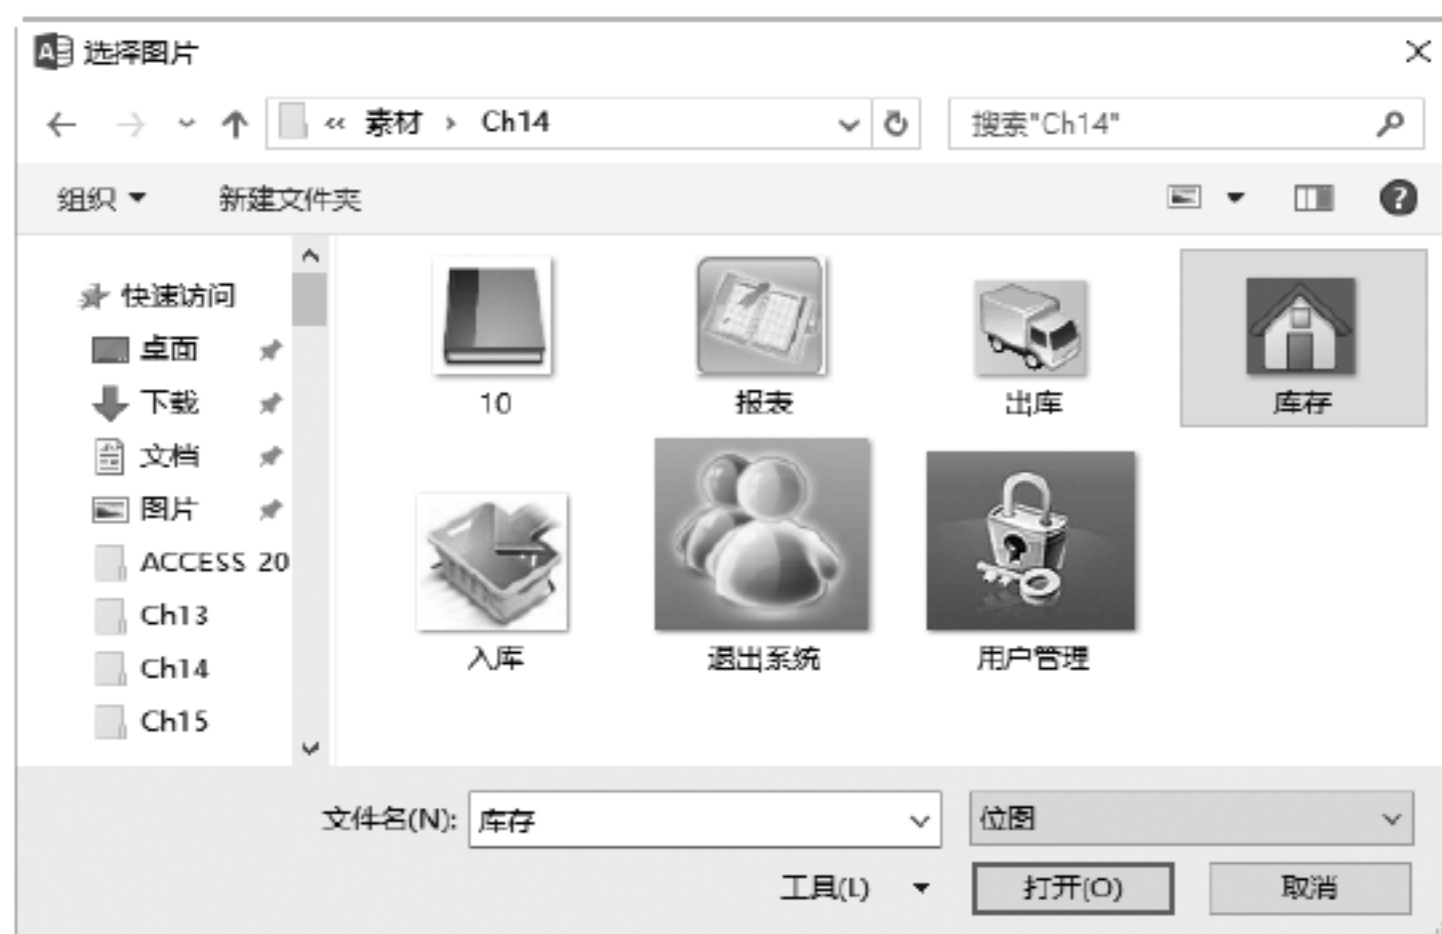 选择图片
« 素材 › Ch14
搜索"Ch14"
组织
新建文件夹
快速访问
桌面
下载
文档
图片
ACCESS 20
Ch13
Ch14
Ch15
10
报表
出库
库存
入库
退出系统
用户管理
文件名(N):
库存
位图
工具(L)
打开(O)
取消